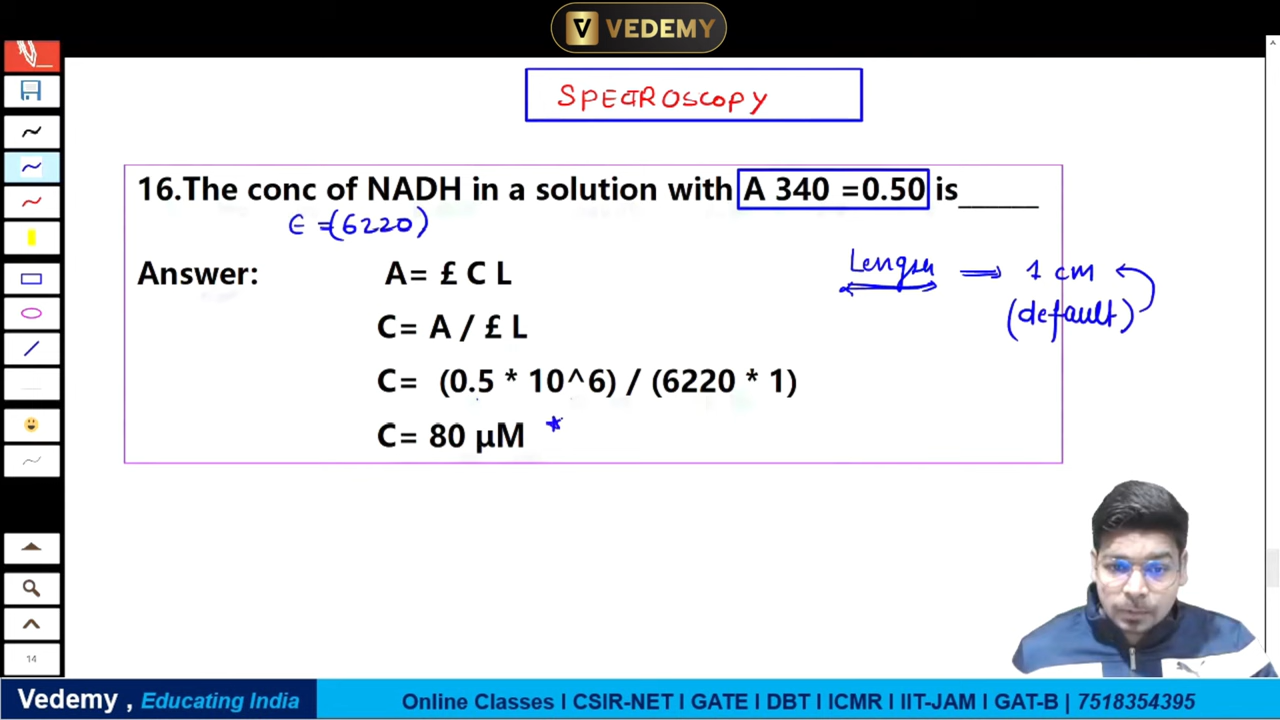 VEDEMY
SPECTROSCOPY
16.The conc of NADH in a solution with A 340 =0.50 is_____
∈ =(6220)
Answer: A= £ C L
Length → 1 cm
(default)
C= A / £ L
C= (0.5 * 10^6) / (6220 * 1)
C= 80 µM *
14
Vedemy , Educating India
Online Classes I CSIR-NET I GATE I DBT I ICMR I IIT-JAM I GAT-B | 7518354395